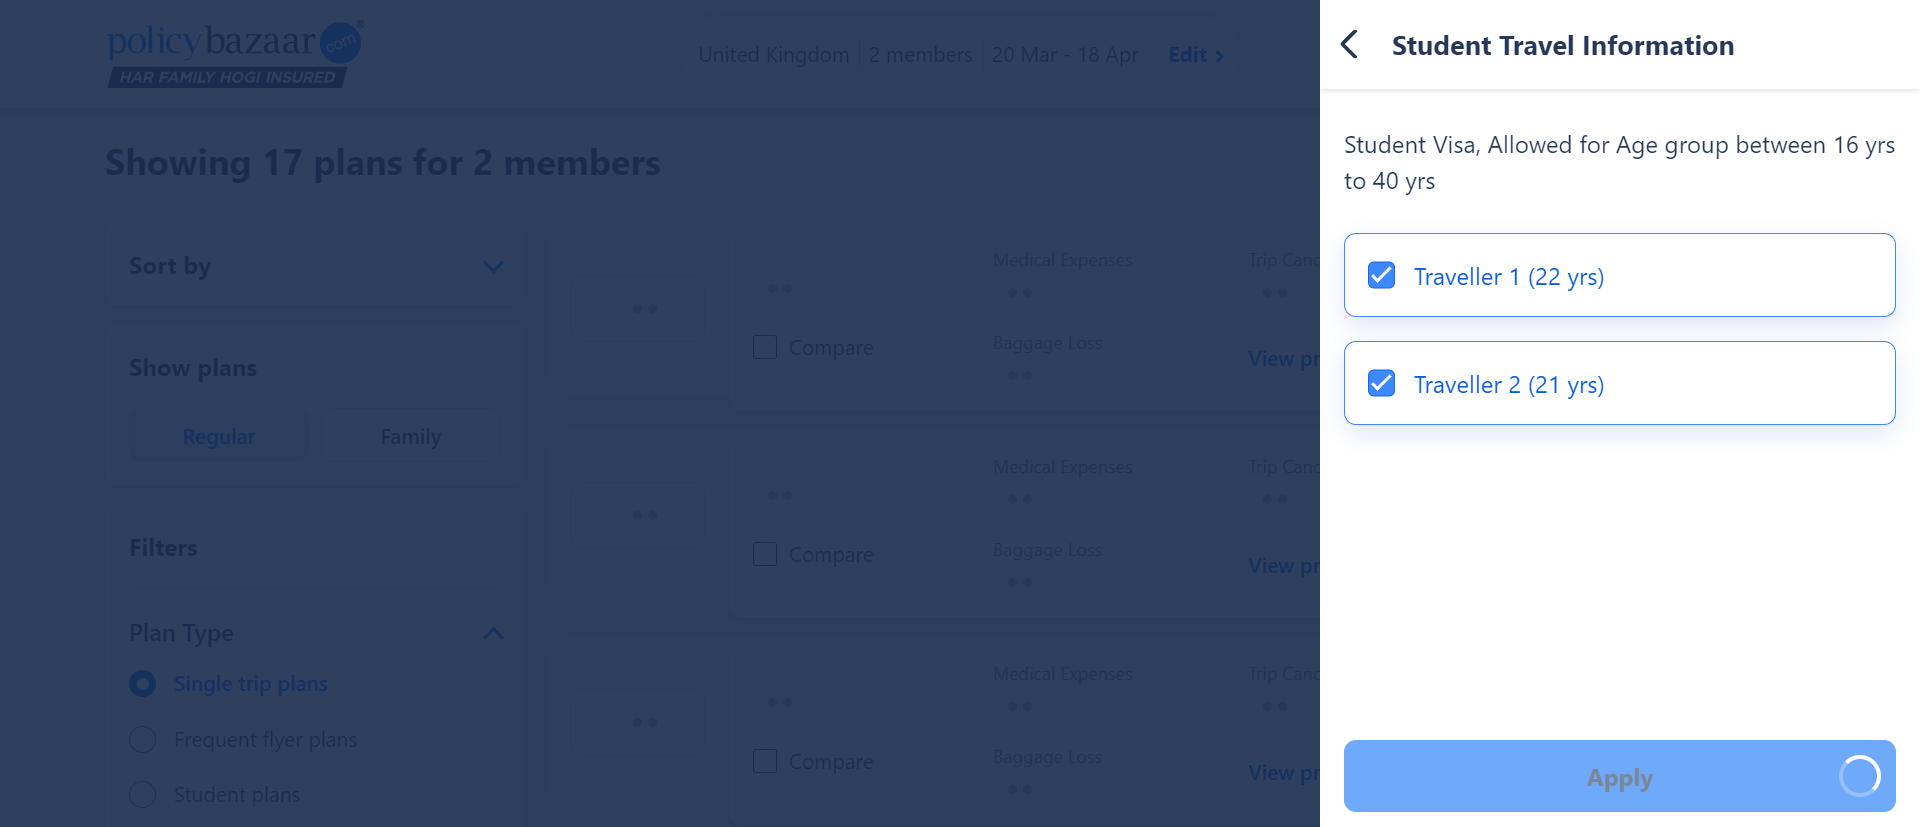 policybazaar.com®
HAR FAMILY HOGI INSURED
United Kingdom 2 members 20 Mar - 18 Apr Edit
Showing 17 plans for 2 members
Sort by
Show plans
Regular Family
Filters
Plan Type
Single trip plans
Frequent flyer plans
Student plans
Medical Expenses Trip Canc
Compare
Baggage Loss
View pr
Medical Expenses Trip Canc
Compare
Baggage Loss
View pr
Medical Expenses Trip Canc
Compare
Baggage Loss
View pr
Student Travel Information
Student Visa, Allowed for Age group between 16 yrs
to 40 yrs
Traveller 1 (22 yrs)
Traveller 2 (21 yrs)
Apply